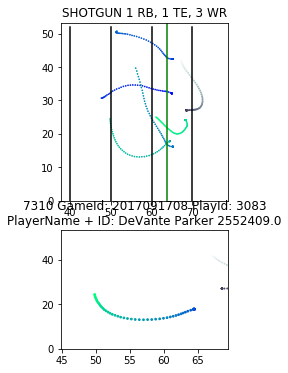 SHOTGUN 1 RB, 1 TE, 3 WR
50
40
30
20
10
0
40 50 60 70
7310 GameId: 2017091708 PlayId: 3083
PlayerName + ID: DeVante Parker 2552409.0
40
20
0
45 50 55 60 65